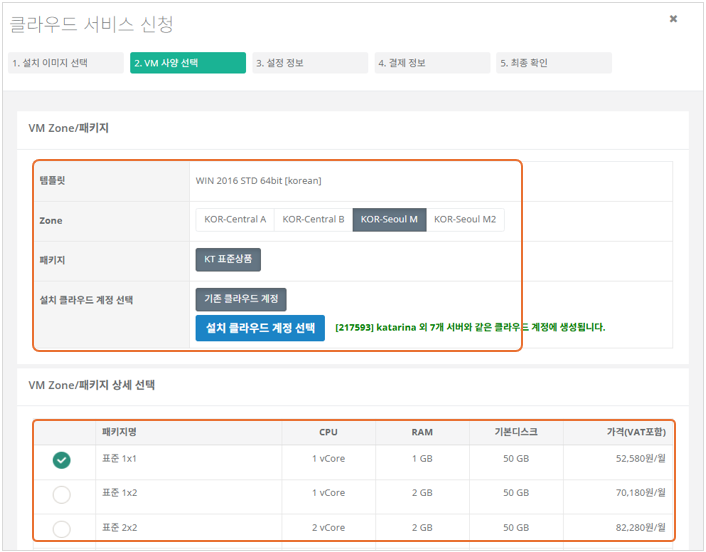 클라우드 서비스 신청
1. 설치 이미지 선택 2. VM 사양 선택 3. 설정 정보 4. 결제 정보 5. 최종 확인
VM Zone/패키지
템플릿 WIN 2016 STD 64bit [korean]
Zone KOR-Central A KOR-Central B KOR-Seoul M KOR-Seoul M2
패키지 KT 표준상품
설치 클라우드 계정 선택 기존 클라우드 계정
설치 클라우드 계정 선택 [217593] katarina 외 7개 서버와 같은 클라우드 계정에 생성됩니다.
VM Zone/패키지 상세 선택
패키지명 CPU RAM 기본디스크 가격(VAT포함)
표준 1x1 1 vCore 1 GB 50 GB 52,580원/월
표준 1x2 1 vCore 2 GB 50 GB 70,180원/월
표준 2x2 2 vCore 2 GB 50 GB 82,280원/월